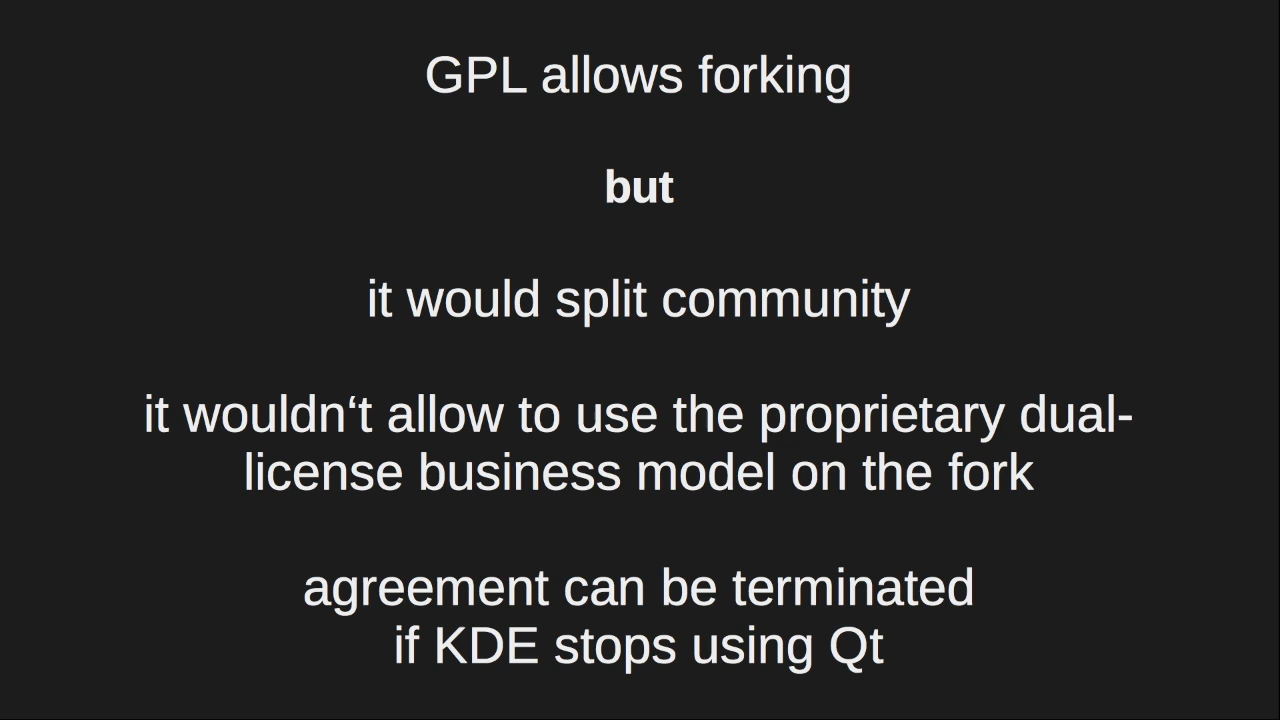 GPL allows forking
but
it would split community
it wouldn‘t allow to use the proprietary dual-
license business model on the fork
agreement can be terminated
if KDE stops using Qt